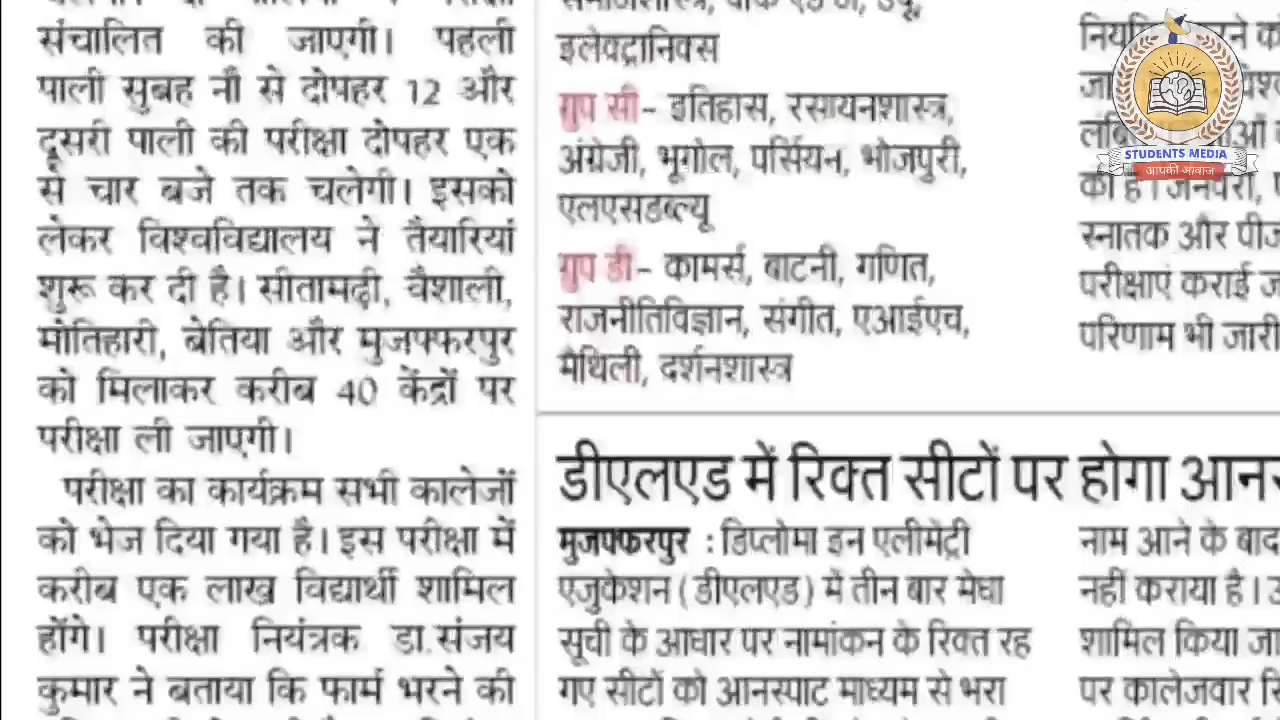 संचालित की जाएगी। पहली
पाली सुबह नौ से दोपहर 12 और
दूसरी पाली की परीक्षा दोपहर एक
से चार बजे तक चलेगी। इसको
लेकर विश्वविद्यालय ने तैयारियां
शुरू कर दी है। सीतामढ़ी, वैशाली,
मोतिहारी, बेतिया और मुजफ्फरपुर
को मिलाकर करीब 40 केंद्रों पर
परीक्षा ली जाएगी।
परीक्षा का कार्यक्रम सभी कालेजों
को भेज दिया गया है। इस परीक्षा में
करीब एक लाख विद्यार्थी शामिल
होंगे। परीक्षा नियंत्रक डा.संजय
कुमार ने बताया कि फार्म भरने की
इलेक्ट्रानिक्स
ग्रुप सी- इतिहास, रसायनशास्त्र,
अंग्रेजी, भूगोल, पर्सियन, भोजपुरी,
एलएसडब्ल्यू
ग्रुप डी- कामर्स, बाटनी, गणित,
राजनीतिविज्ञान, संगीत, एआईएच,
मैथिली, दर्शनशास्त्र
डीएलएड में रिक्त सीटों पर होगा
मुजफ्फरपुर : डिप्लोमा इन एलीमेंट्री
एजुकेशन (डीएलएड) में तीन बार मेधा
सूची के आधार पर नामांकन के रिक्त रह
गए सीटों को आनस्पाट माध्यम से भरा
की है। जनवरी,
स्नातक और
परीक्षाएं कराई
परिणाम भी जारी
नाम आने के बाद
नहीं कराया है।
शामिल किया
पर कालेजवार
STUDENTS MEDIA
आपकी आवाज